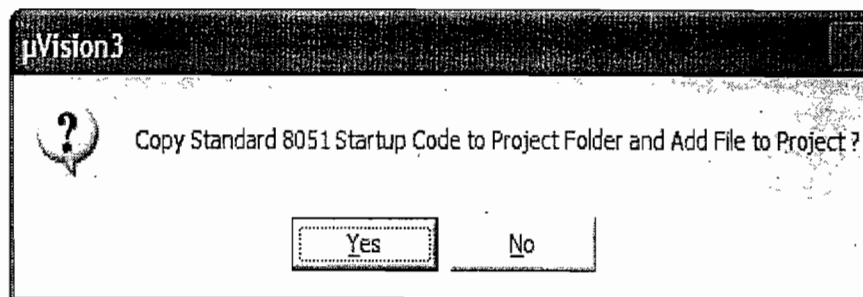 µVision3
?
Copy Standard 8051 Startup Code to Project Folder and Add File to Project ?
Yes
No